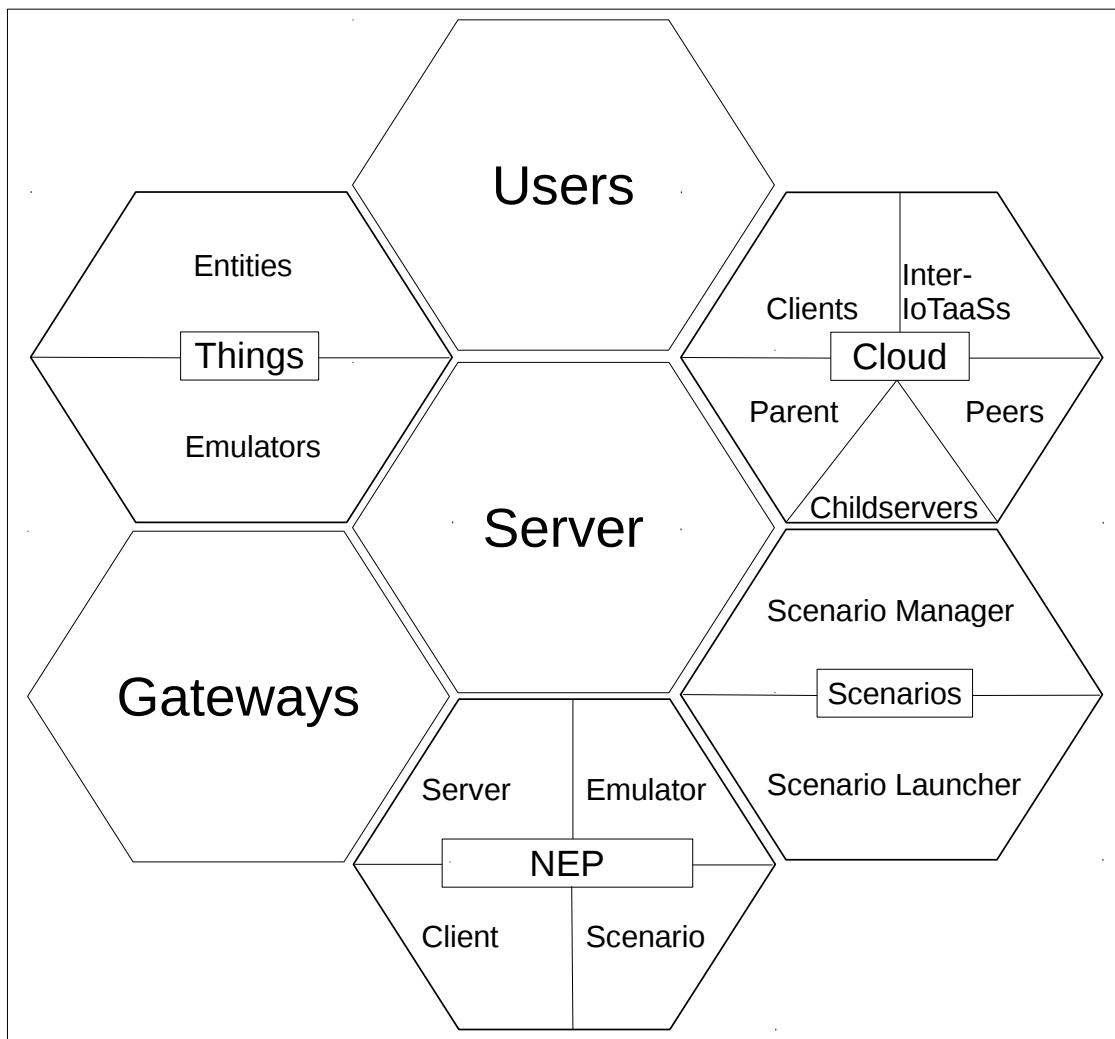 Users
Entities
Things
Emulators
Clients
Inter-
IoTaaSs
Cloud
Parent
Peers
Childservers
Server
Gateways
Scenario Manager
Scenarios
Scenario Launcher
Server
Emulator
NEP
Client
Scenario